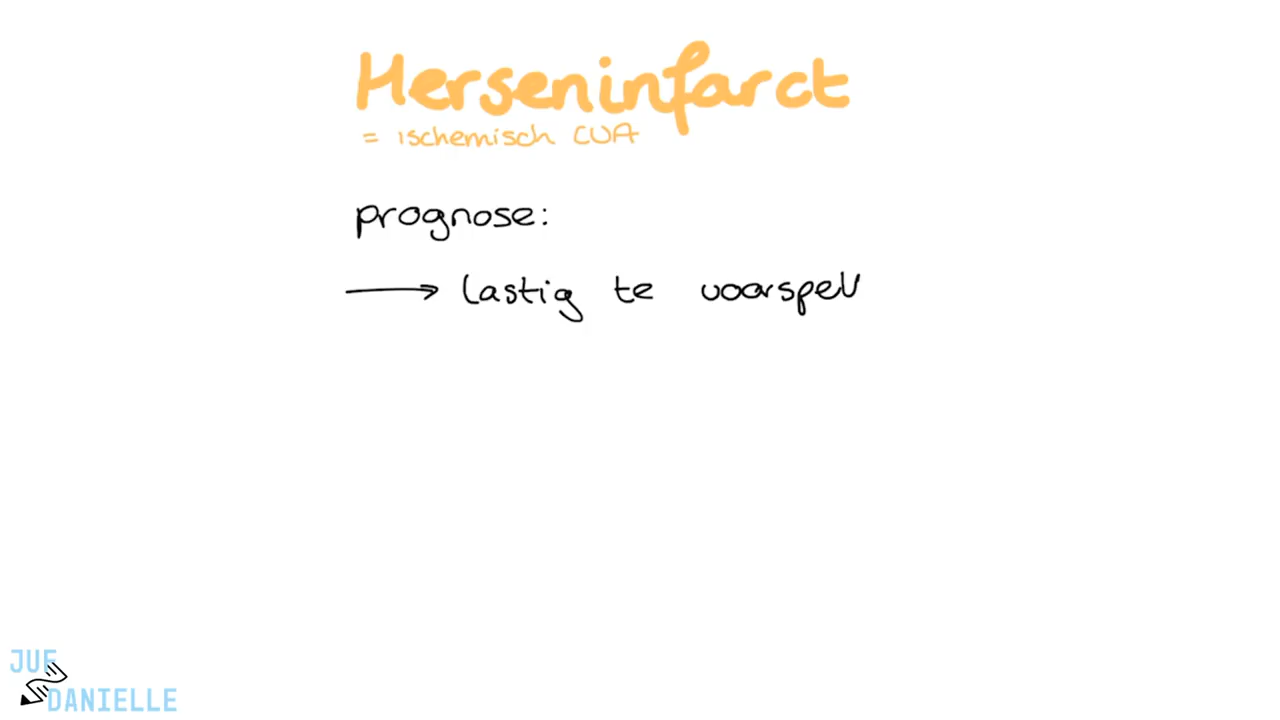 Herseninfarct
= ischemisch CVA
prognose:
→ lastig te voorspell
JUF
DANIELLE